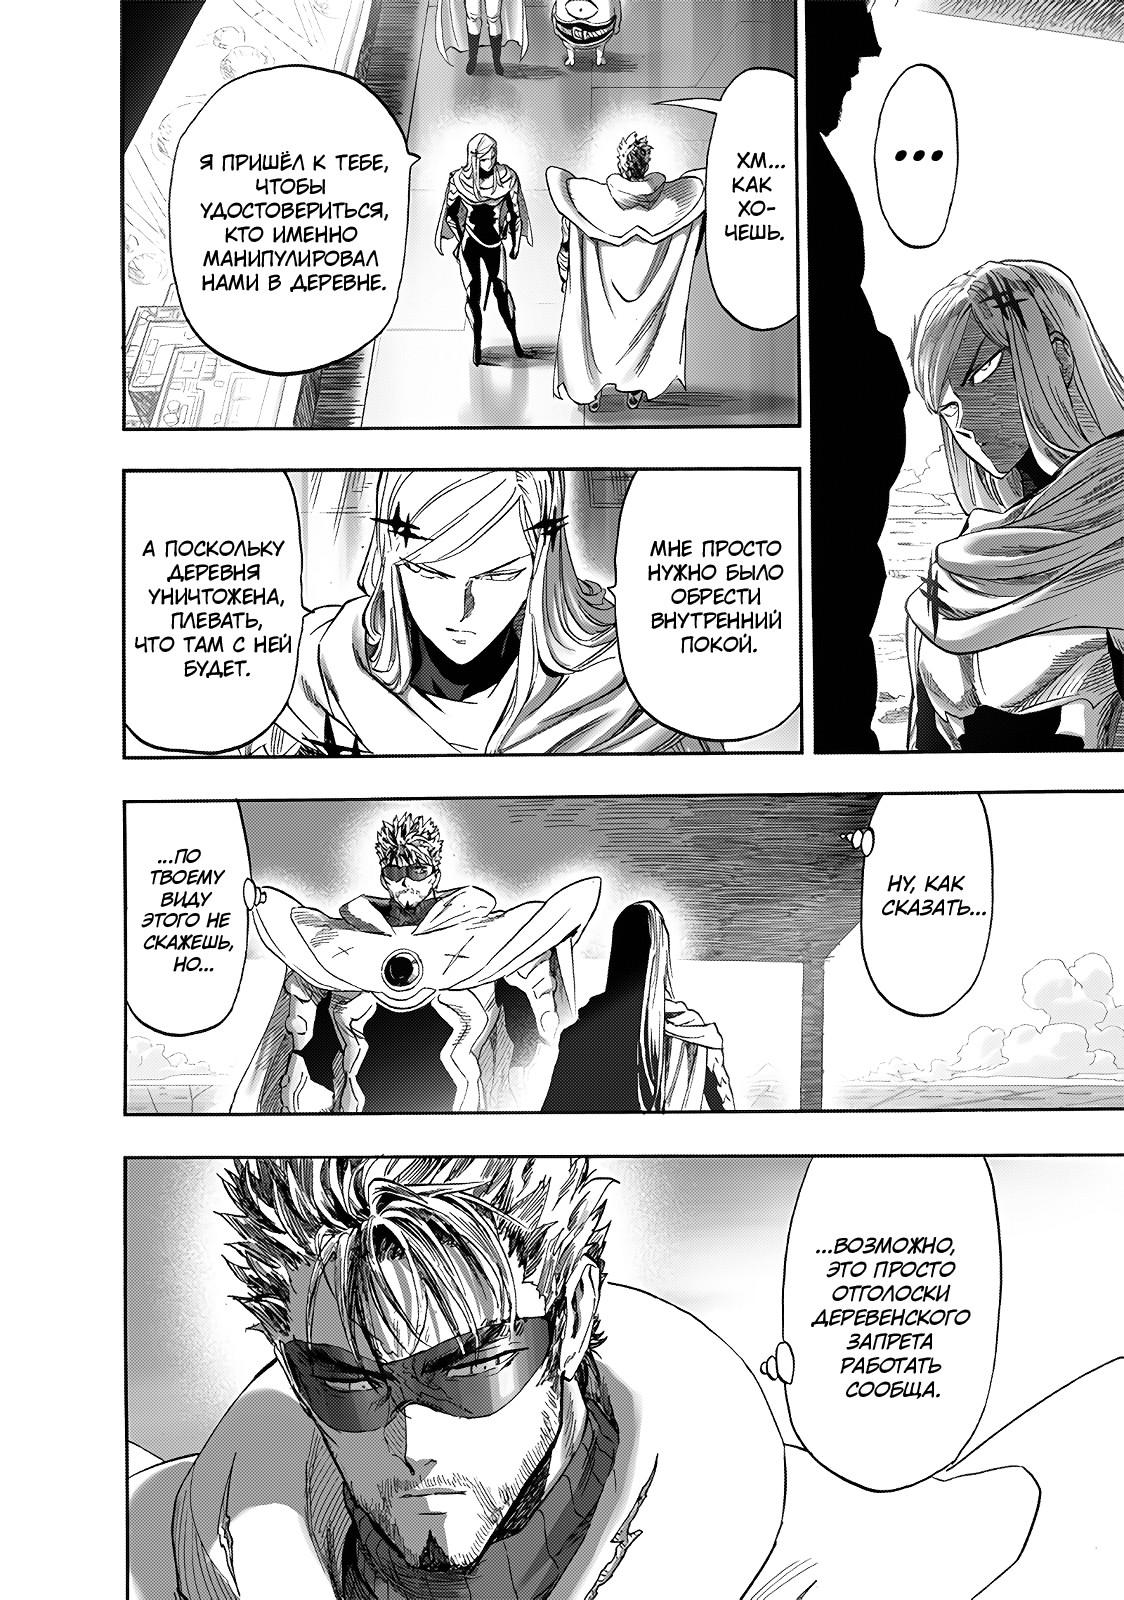 ...
ХМ...
КАК
ХО-
ЧЕШЬ.
Я ПРИШЁЛ К ТЕБЕ,
ЧТОБЫ
УДОСТОВЕРИТЬСЯ,
КТО ИМЕННО
МАНИПУЛИРОВАЛ
НАМИ В ДЕРЕВНЕ.
МНЕ ПРОСТО
НУЖНО БЫЛО
ОБРЕСТИ
ВНУТРЕННИЙ
ПОКОЙ.
А ПОСКОЛЬКУ
ДЕРЕВНЯ
УНИЧТОЖЕНА,
ПЛЕВАТЬ,
ЧТО ТАМ С НЕЙ
БУДЕТ.
НУ, КАК
СКАЗАТЬ...
...ПО
ТВОЕМУ
ВИДУ
ЭТОГО НЕ
СКАЖЕШЬ,
НО...
...ВОЗМОЖНО,
ЭТО ПРОСТО
ОТГОЛОСКИ
ДЕРЕВЕНСКОГО
ЗАПРЕТА
РАБОТАТЬ
СООБЩА.